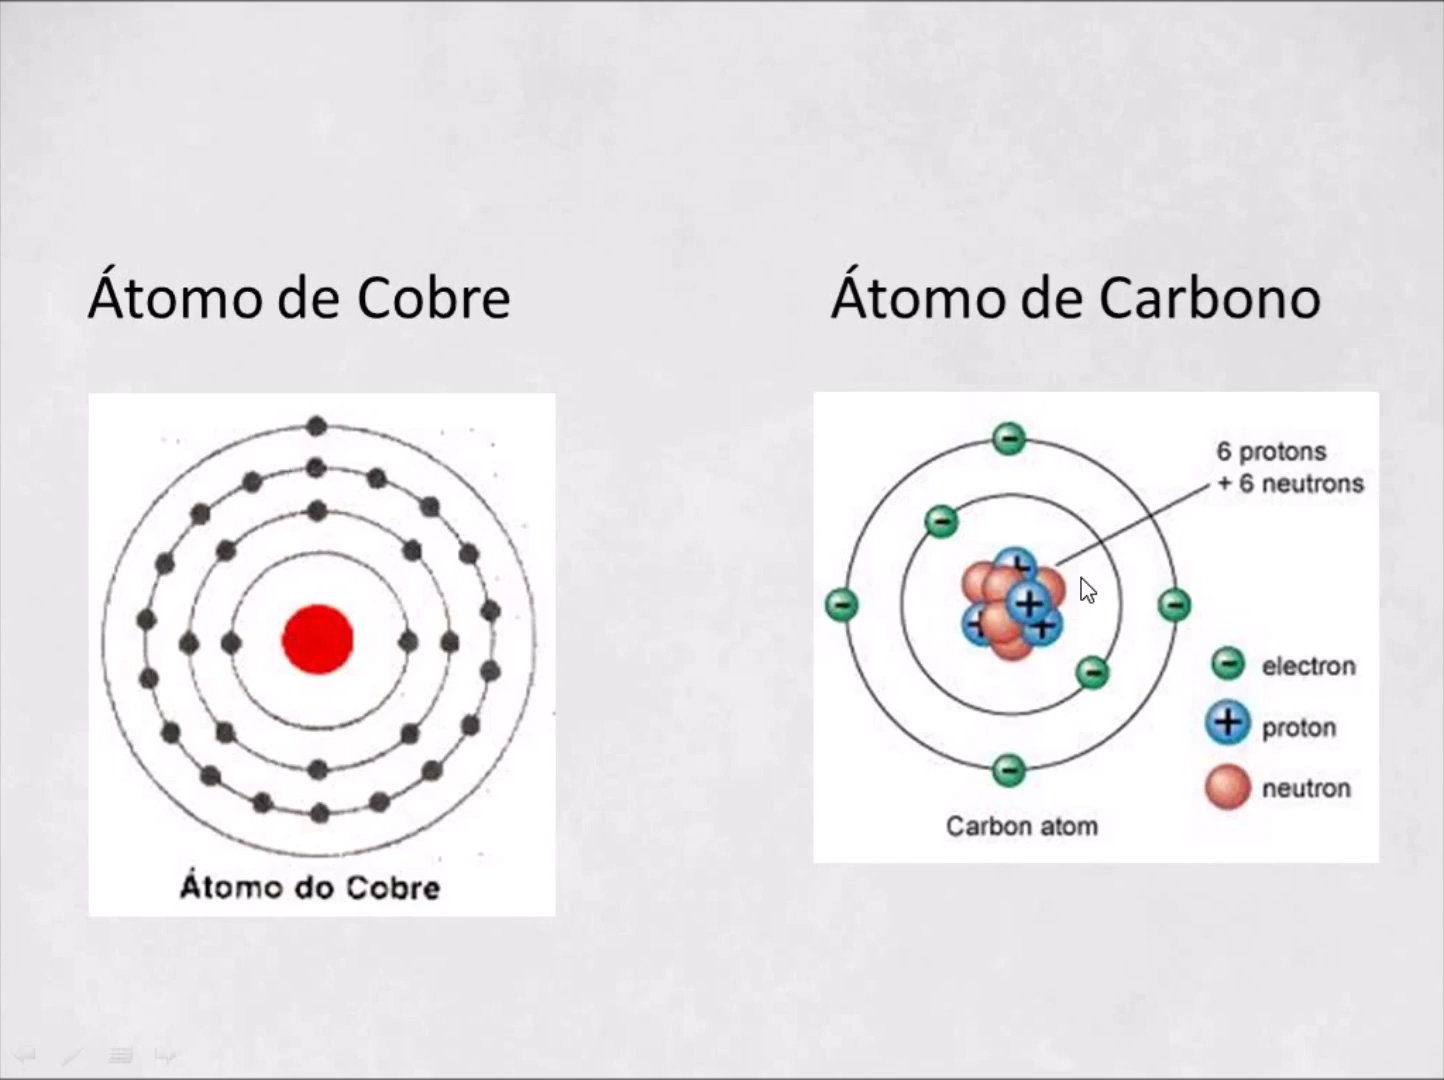 Átomo de Cobre
Átomo do Cobre
Átomo de Carbono
6 protons
+ 6 neutrons
electron
proton
neutron
Carbon atom